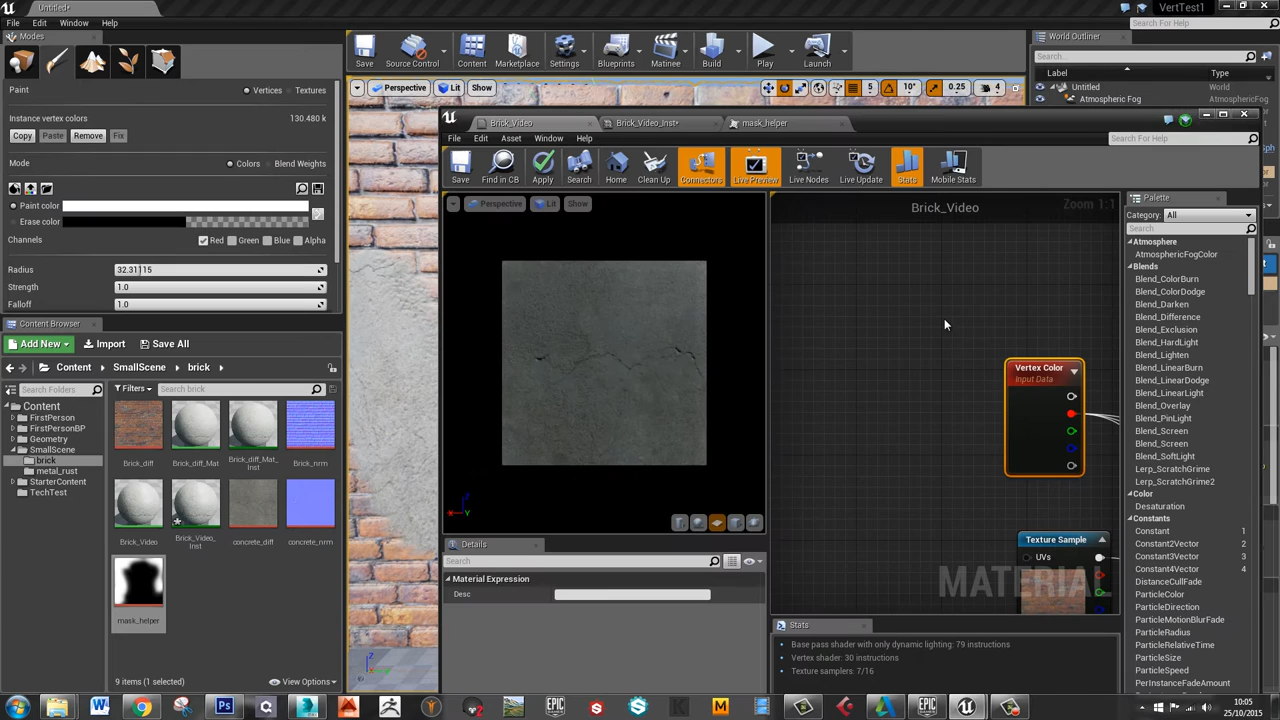 Untitled*
VertTest1
File Edit Window Help
Search For Help
Modes
Paint Vertices Textures
Instance vertex colors 130.480 k
Copy Paste Remove Fix
Mode Colors Blend Weights
Paint color
Erase color
Channels Red Green Blue Alpha
Radius 32.31115
Strength 1.0
Falloff 1.0
Content Browser
Add New Import Save All
Content SmallScene brick
Search Folders
Filters Search brick
Content
FirstPerson
FirstPersonBP
Geometry
SmallScene
brick
metal_rust
StarterContent
TechTest
Brick_diff
Brick_diff_Mat
Brick_diff_Mat_Inst
Brick_nrm
Brick_Video
Brick_Video_Inst
concrete_diff
concrete_nrm
mask_helper
9 items (1 selected)
View Options
Save Source Control Content Marketplace Settings Blueprints Matinee Build Play Launch
Perspective Lit Show
5 10° 0.25 4
World Outliner
Search...
Label Type
Untitled World
Atmospheric Fog AtmosphericFog
Brick_Video Brick_Video_Inst* mask_helper
File Edit Asset Window Help
Search For Help
Save Find in CB Apply Search Home Clean Up Connectors Live Preview Live Nodes Live Update Stats Mobile Stats
Perspective Lit Show
Brick_Video
Zoom 1:1
Vertex Color
Input Data
Texture Sample
UVs
MATERIAL
Details
Search
Material Expression
Desc
Stats
Base pass shader with only dynamic lighting: 79 instructions
Vertex shader: 30 instructions
Texture samplers: 7/16
Palette
Category: All
Search
Atmosphere
AtmosphericFogColor
Blends
Blend_ColorBurn
Blend_ColorDodge
Blend_Darken
Blend_Difference
Blend_Exclusion
Blend_HardLight
Blend_Lighten
Blend_LinearBurn
Blend_LinearDodge
Blend_LinearLight
Blend_Overlay
Blend_PinLight
Blend_Screen
Blend_Screen
Blend_SoftLight
Lerp_ScratchGrime
Lerp_ScratchGrime2
Color
Desaturation
Constants
Constant 1
Constant2Vector 2
Constant3Vector 3
Constant4Vector 4
DistanceCullFade
ParticleColor
ParticleDirection
ParticleMotionBlurFade
ParticleRadius
ParticleRelativeTime
ParticleSize
ParticleSpeed
PerInstanceFadeAmount
10:05
25/10/2015